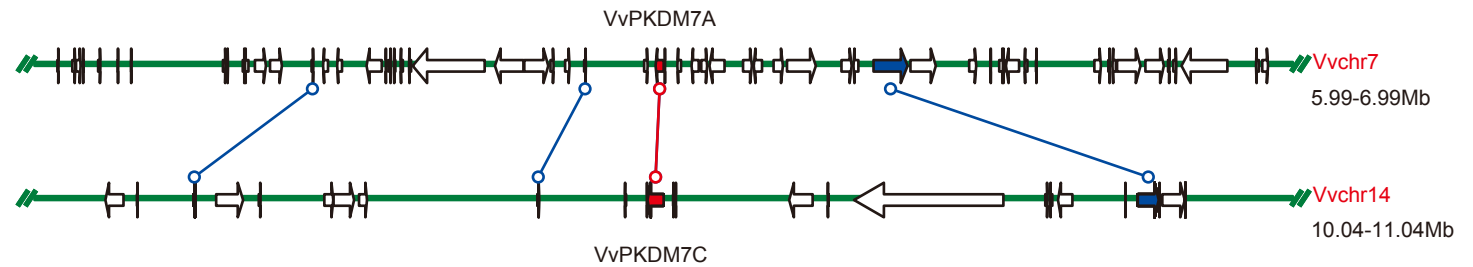 VvPKDM7A
Vvchr7
5.99-6.99Mb
Vvchr14
10.04-11.04Mb
VvPKDM7C